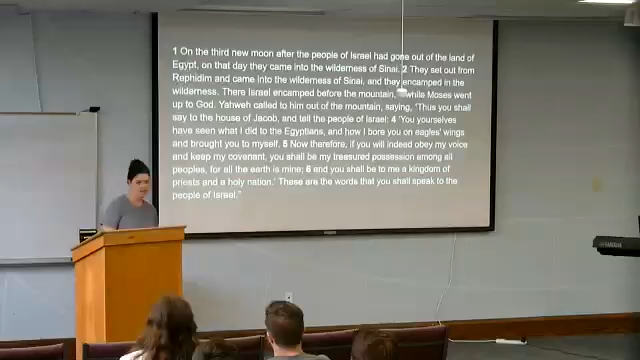 1 On the third new moon after the people of Israel had gone out of the land of
Egypt, on that day they came into the wilderness of Sinai. 2 They set out from
Rephidim and came into the wilderness of Sinai, and they encamped in the
wilderness. There Israel encamped before the mountain, while Moses went
up to God. Yahweh called to him out of the mountain, saying, 'Thus you shall
say to the house of Jacob, and tell the people of Israel: 4 'You yourselves
have seen what I did to the Egyptians, and how I bore you on eagles' wings
and brought you to myself. 5 Now therefore, if you will indeed obey my voice
and keep my covenant, you shall be my treasured possession among all
peoples, for all the earth is mine; 6 and you shall be to me a kingdom of
priests and a holy nation.' These are the words that you shall speak to the
people of Israel."
YAMAHA